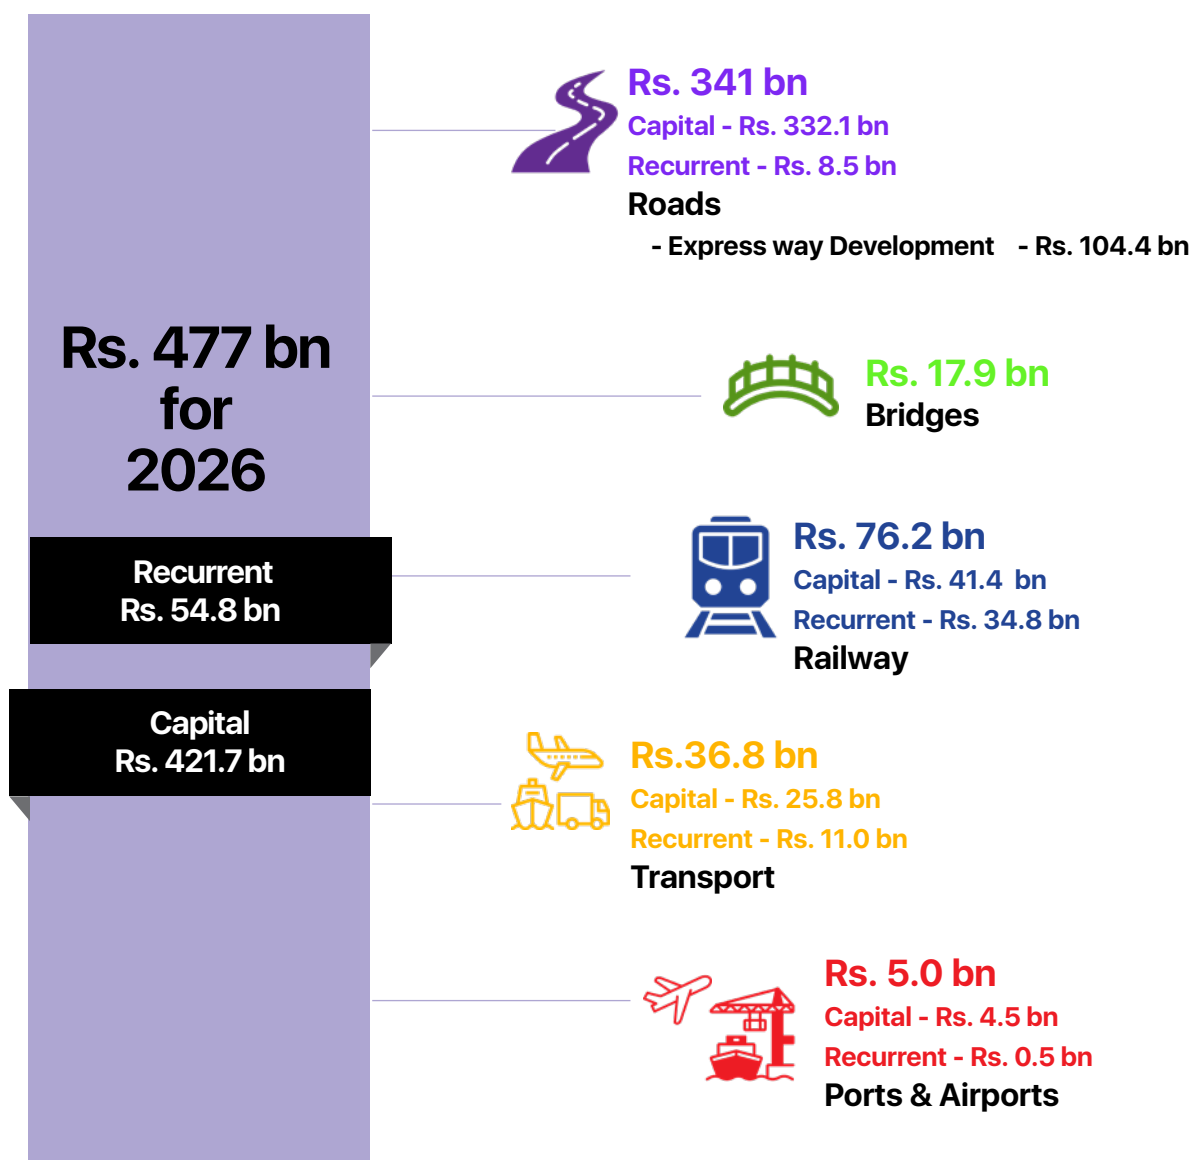 Rs. 477 bn
for
2026
Recurrent
Rs. 54.8 bn
Capital
Rs. 421.7 bn
Rs. 341 bn
Capital - Rs. 332.1 bn
Recurrent - Rs. 8.5 bn
Roads
- Express way Development - Rs. 104.4 bn
Rs. 17.9 bn
Bridges
Rs. 76.2 bn
Capital - Rs. 41.4 bn
Recurrent - Rs. 34.8 bn
Railway
Rs.36.8 bn
Capital - Rs. 25.8 bn
Recurrent - Rs. 11.0 bn
Transport
Rs. 5.0 bn
Capital - Rs. 4.5 bn
Recurrent - Rs. 0.5 bn
Ports & Airports